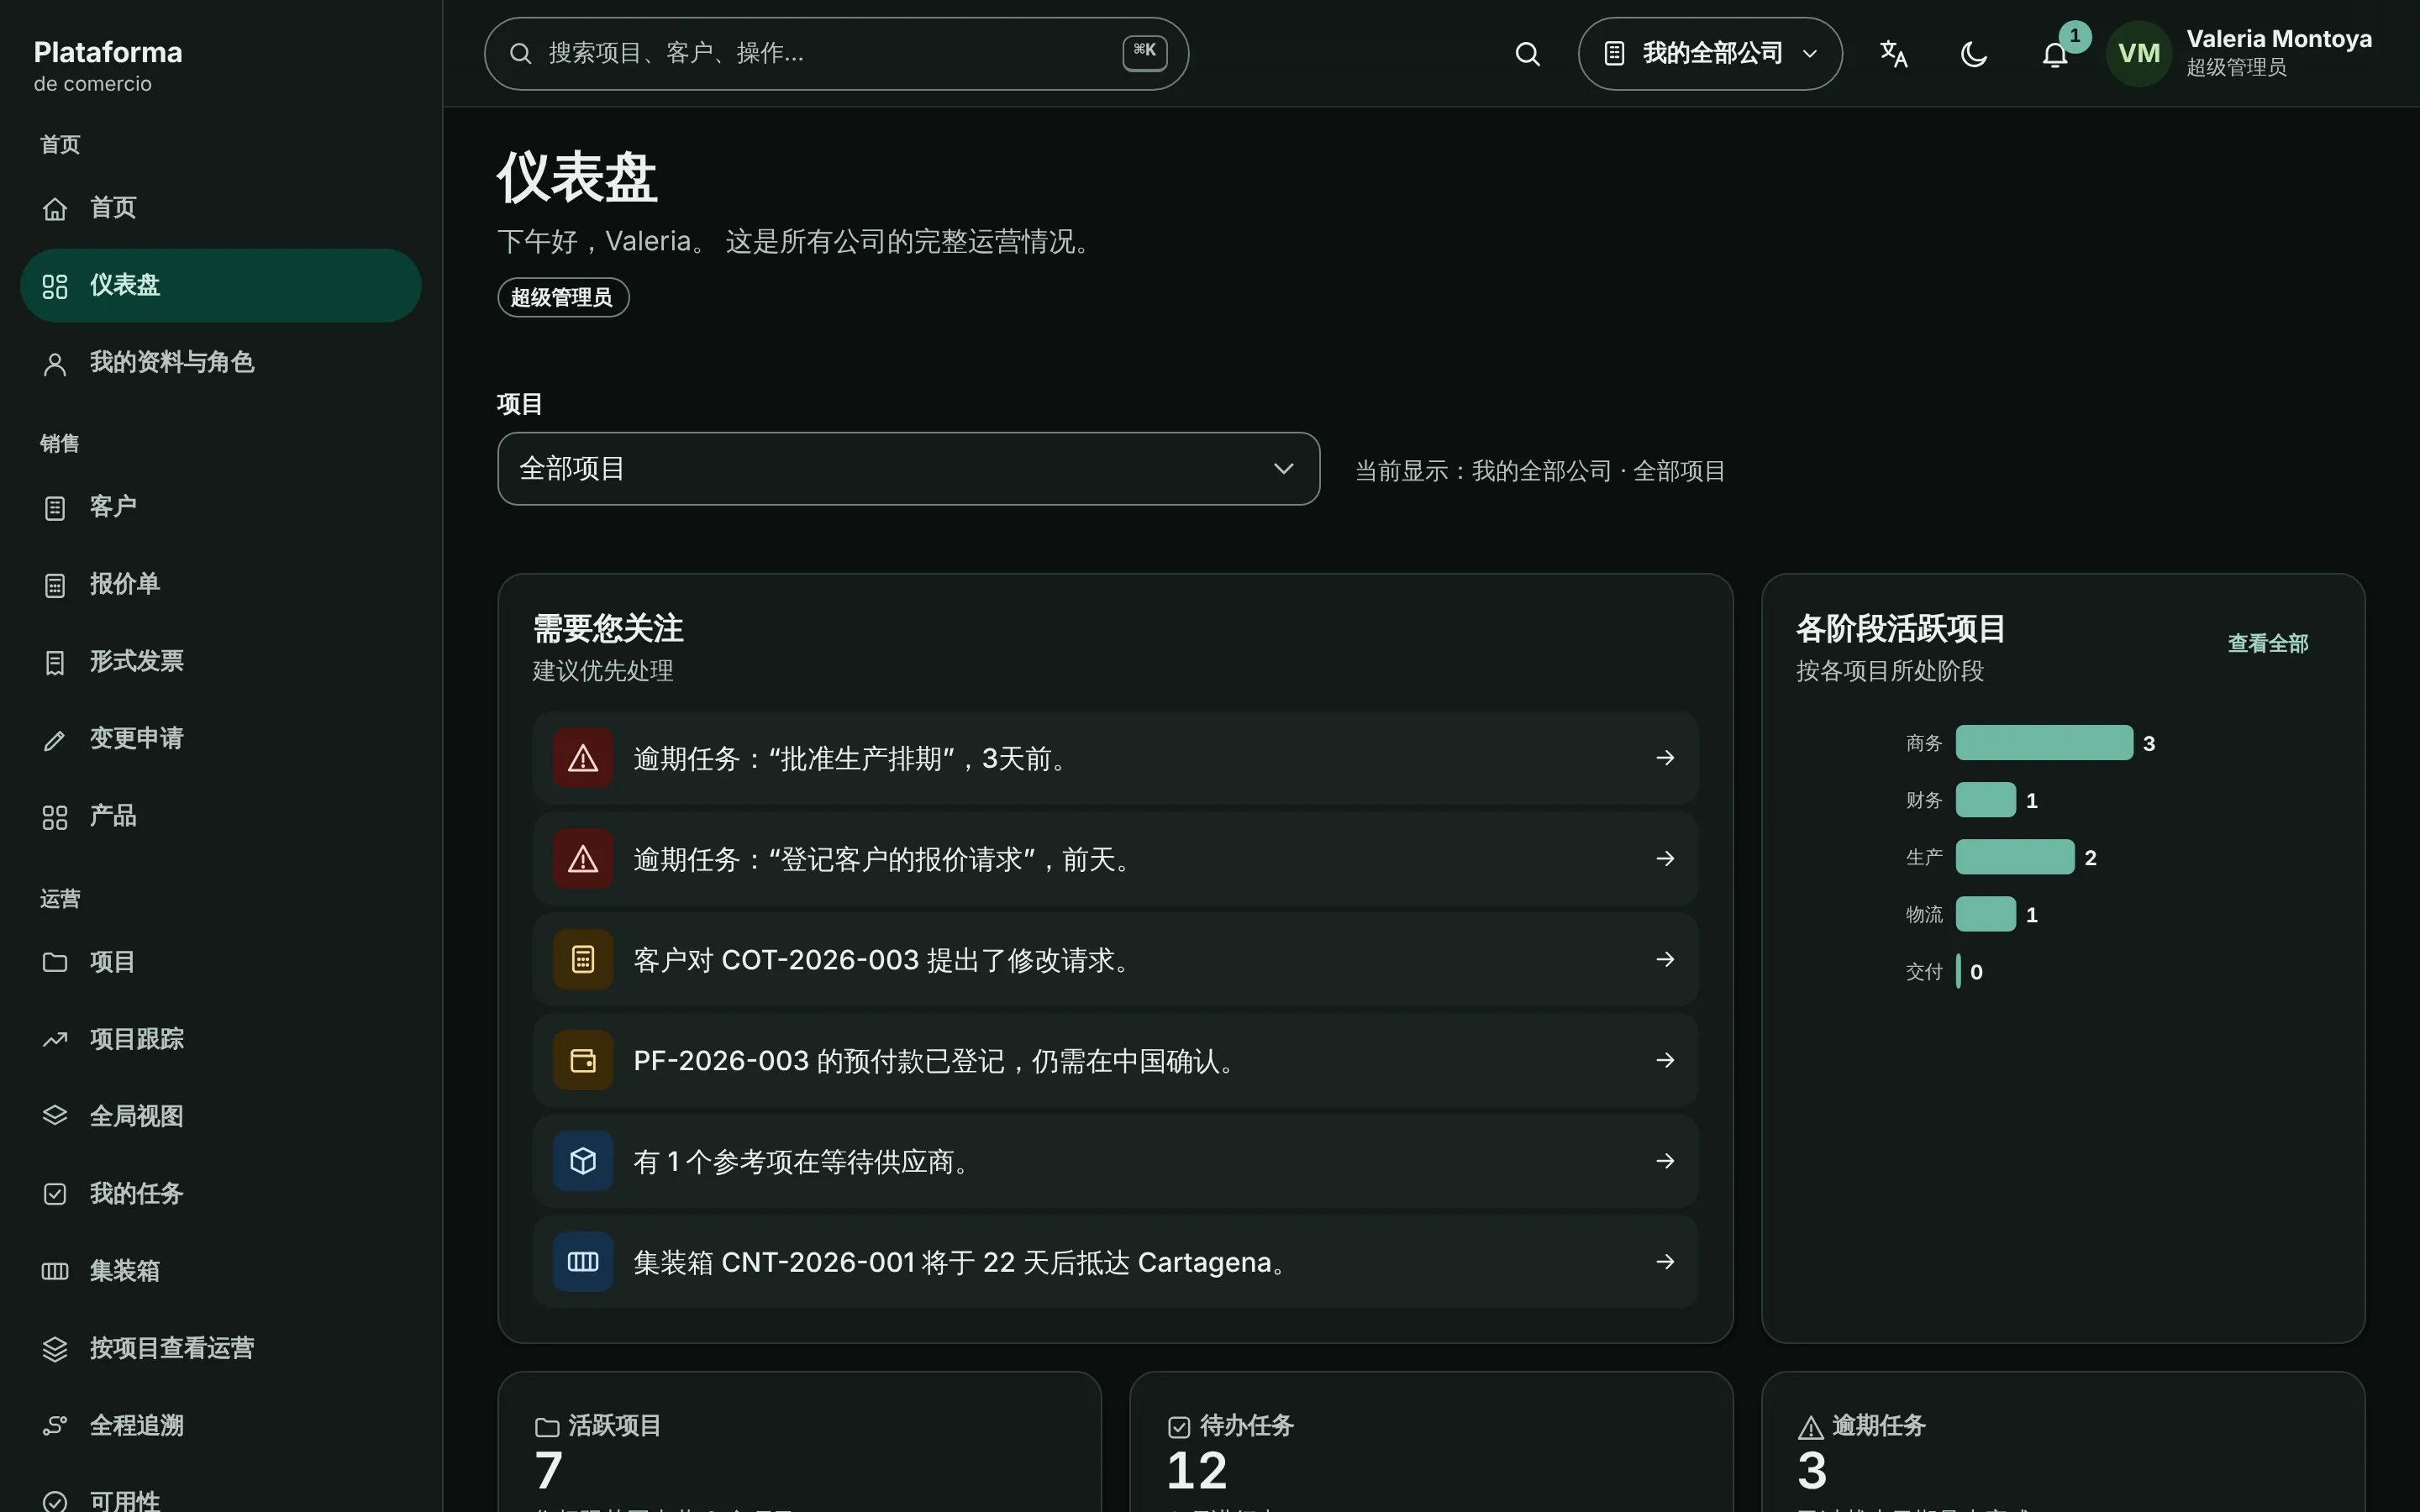 Plataforma
de comercio
首页
首页
仪表盘
我的资料与角色
销售
客户
报价单
形式发票
变更申请
产品
运营
项目
项目跟踪
全局视图
我的任务
集装箱
按项目查看运营
全程追溯
可用性
搜索项目、客户、操作...
⌘K
我的全部公司
1
VM
Valeria Montoya
超级管理员
仪表盘
下午好，Valeria。 这是所有公司的完整运营情况。
超级管理员
项目
全部项目
当前显示：我的全部公司 · 全部项目
需要您关注
建议优先处理
逾期任务：“批准生产排期”，3天前。
逾期任务：“登记客户的报价请求”，前天。
客户对 COT-2026-003 提出了修改请求。
PF-2026-003 的预付款已登记，仍需在中国确认。
有 1 个参考项在等待供应商。
集装箱 CNT-2026-001 将于 22 天后抵达 Cartagena。
各阶段活跃项目
按各项目所处阶段
查看全部
商务 3
财务 1
生产 2
物流 1
交付 0
活跃项目
7
待办任务
12
逾期任务
3